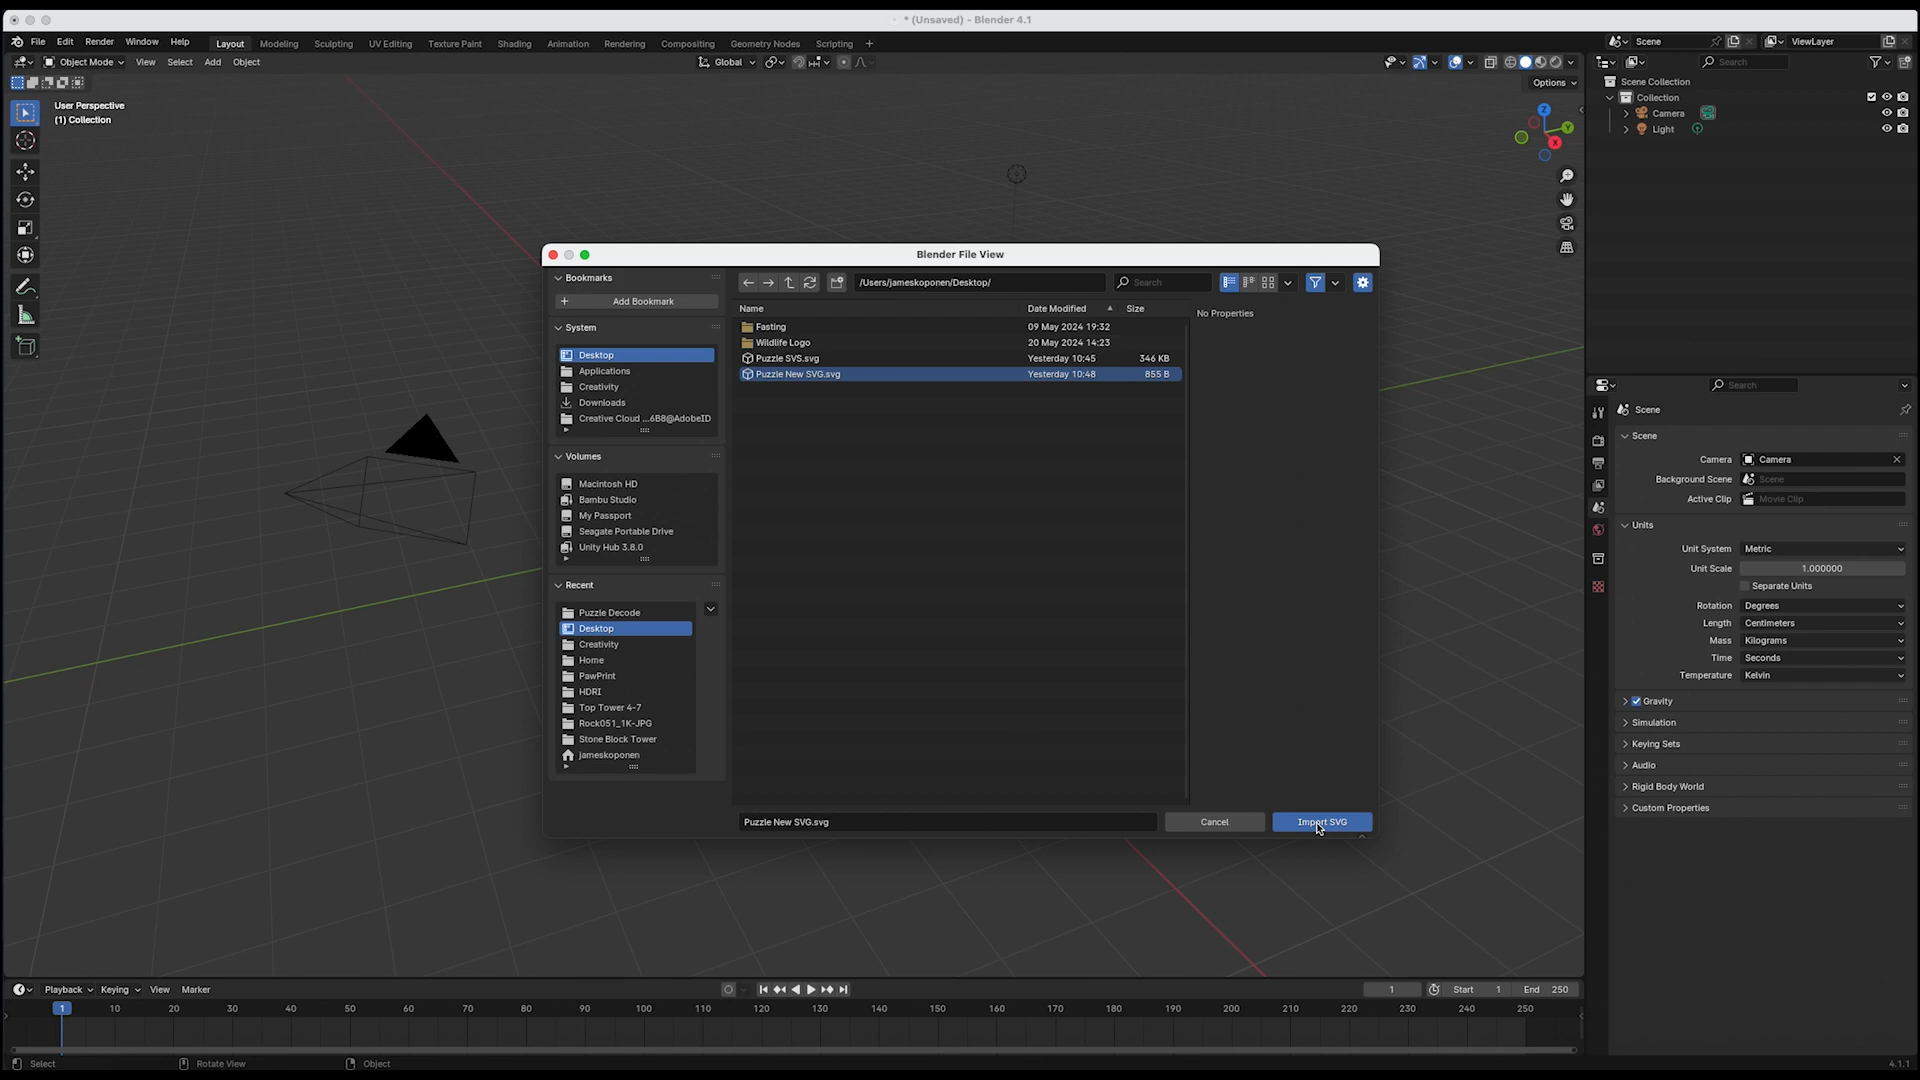 * (Unsaved) - Blender 4.1
File Edit Render Window Help Layout Modeling Sculpting UV Editing Texture Paint Shading Animation Rendering Compositing Geometry Nodes Scripting + Scene ViewLayer
Object Mode View Select Add Object Global Search
Options
User Perspective
(1) Collection
Scene Collection
Collection
Camera
Light
Blender File View
Bookmarks
Add Bookmark
System
Desktop
Applications
Creativity
Downloads
Creative Cloud ...6B8@AdobeID
Volumes
Macintosh HD
Bambu Studio
My Passport
Seagate Portable Drive
Unity Hub 3.8.0
Recent
Puzzle Decode
Desktop
Creativity
Home
PawPrint
HDRI
Top Tower 4-7
Rock051_1K-JPG
Stone Block Tower
jameskoponen
/Users/jameskoponen/Desktop/ Search
Name Date Modified Size
Fasting 09 May 2024 19:32
Wildlife Logo 20 May 2024 14:23
Puzzle SVS.svg Yesterday 10:45 346 KB
Puzzle New SVG.svg Yesterday 10:48 855 B
No Properties
Puzzle New SVG.svg Cancel Import SVG
Search
Scene
Scene
Camera Camera
Background Scene Scene
Active Clip Movie Clip
Units
Unit System Metric
Unit Scale 1.000000
Separate Units
Rotation Degrees
Length Centimeters
Mass Kilograms
Time Seconds
Temperature Kelvin
Gravity
Simulation
Keying Sets
Audio
Rigid Body World
Custom Properties
Playback Keying View Marker 1 Start 1 End 250
1 10 20 30 40 50 60 70 80 90 100 110 120 130 140 150 160 170 180 190 200 210 220 230 240 250
Select Rotate View Object 4.1.1
X
Y
Z